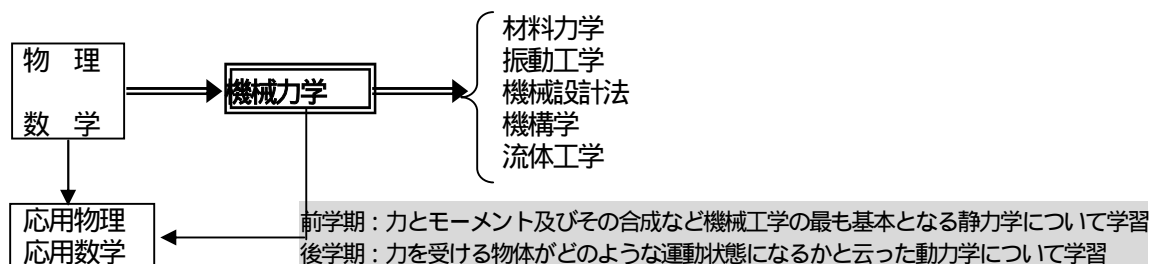 物　理
数　学
機械力学
材料力学
振動工学
機械設計法
機構学
流体工学
応用物理
応用数学
前学期：力とモーメント及びその合成など機械工学の最も基本となる静力学について学習
後学期：力を受ける物体がどのような運動状態になるかと云った動力学について学習